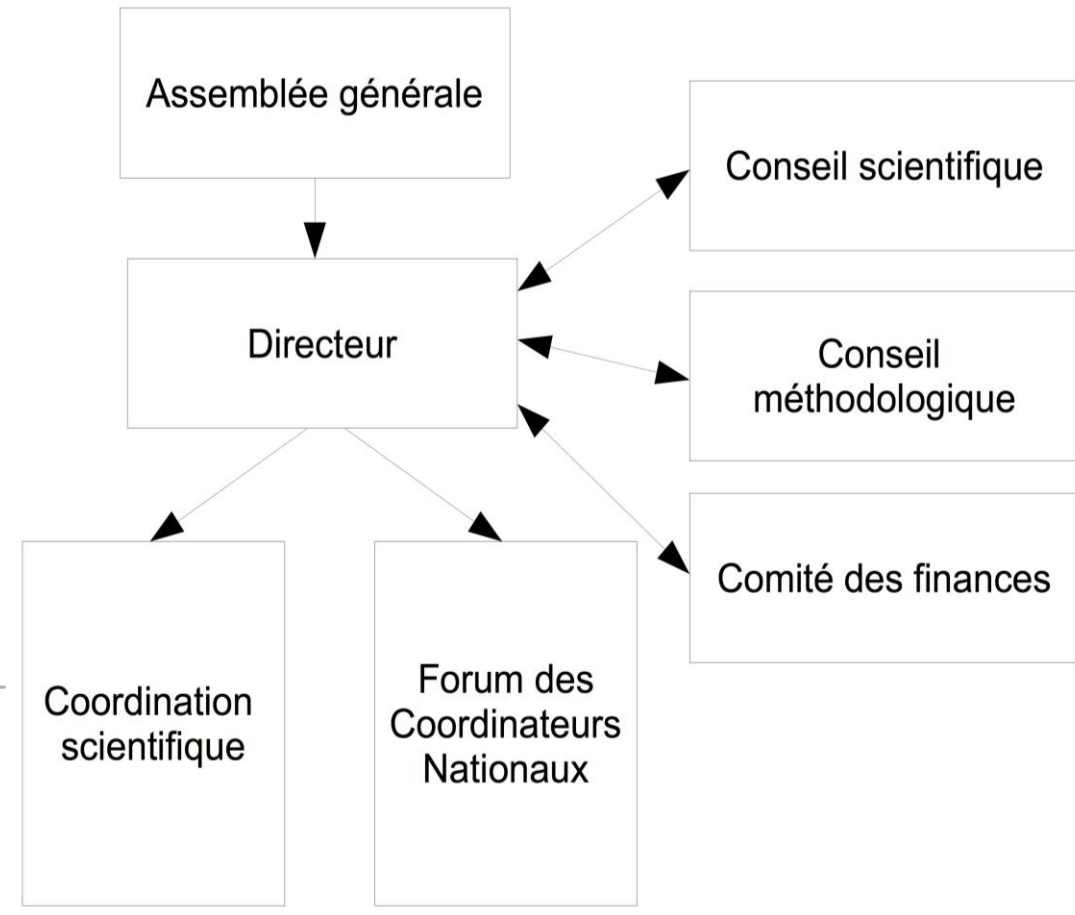 Assemblée générale
Conseil scientifique
Directeur
Conseil
méthodologique
Comité des finances
Coordination
scientifique
Forum des
Coordinateurs
Nationaux